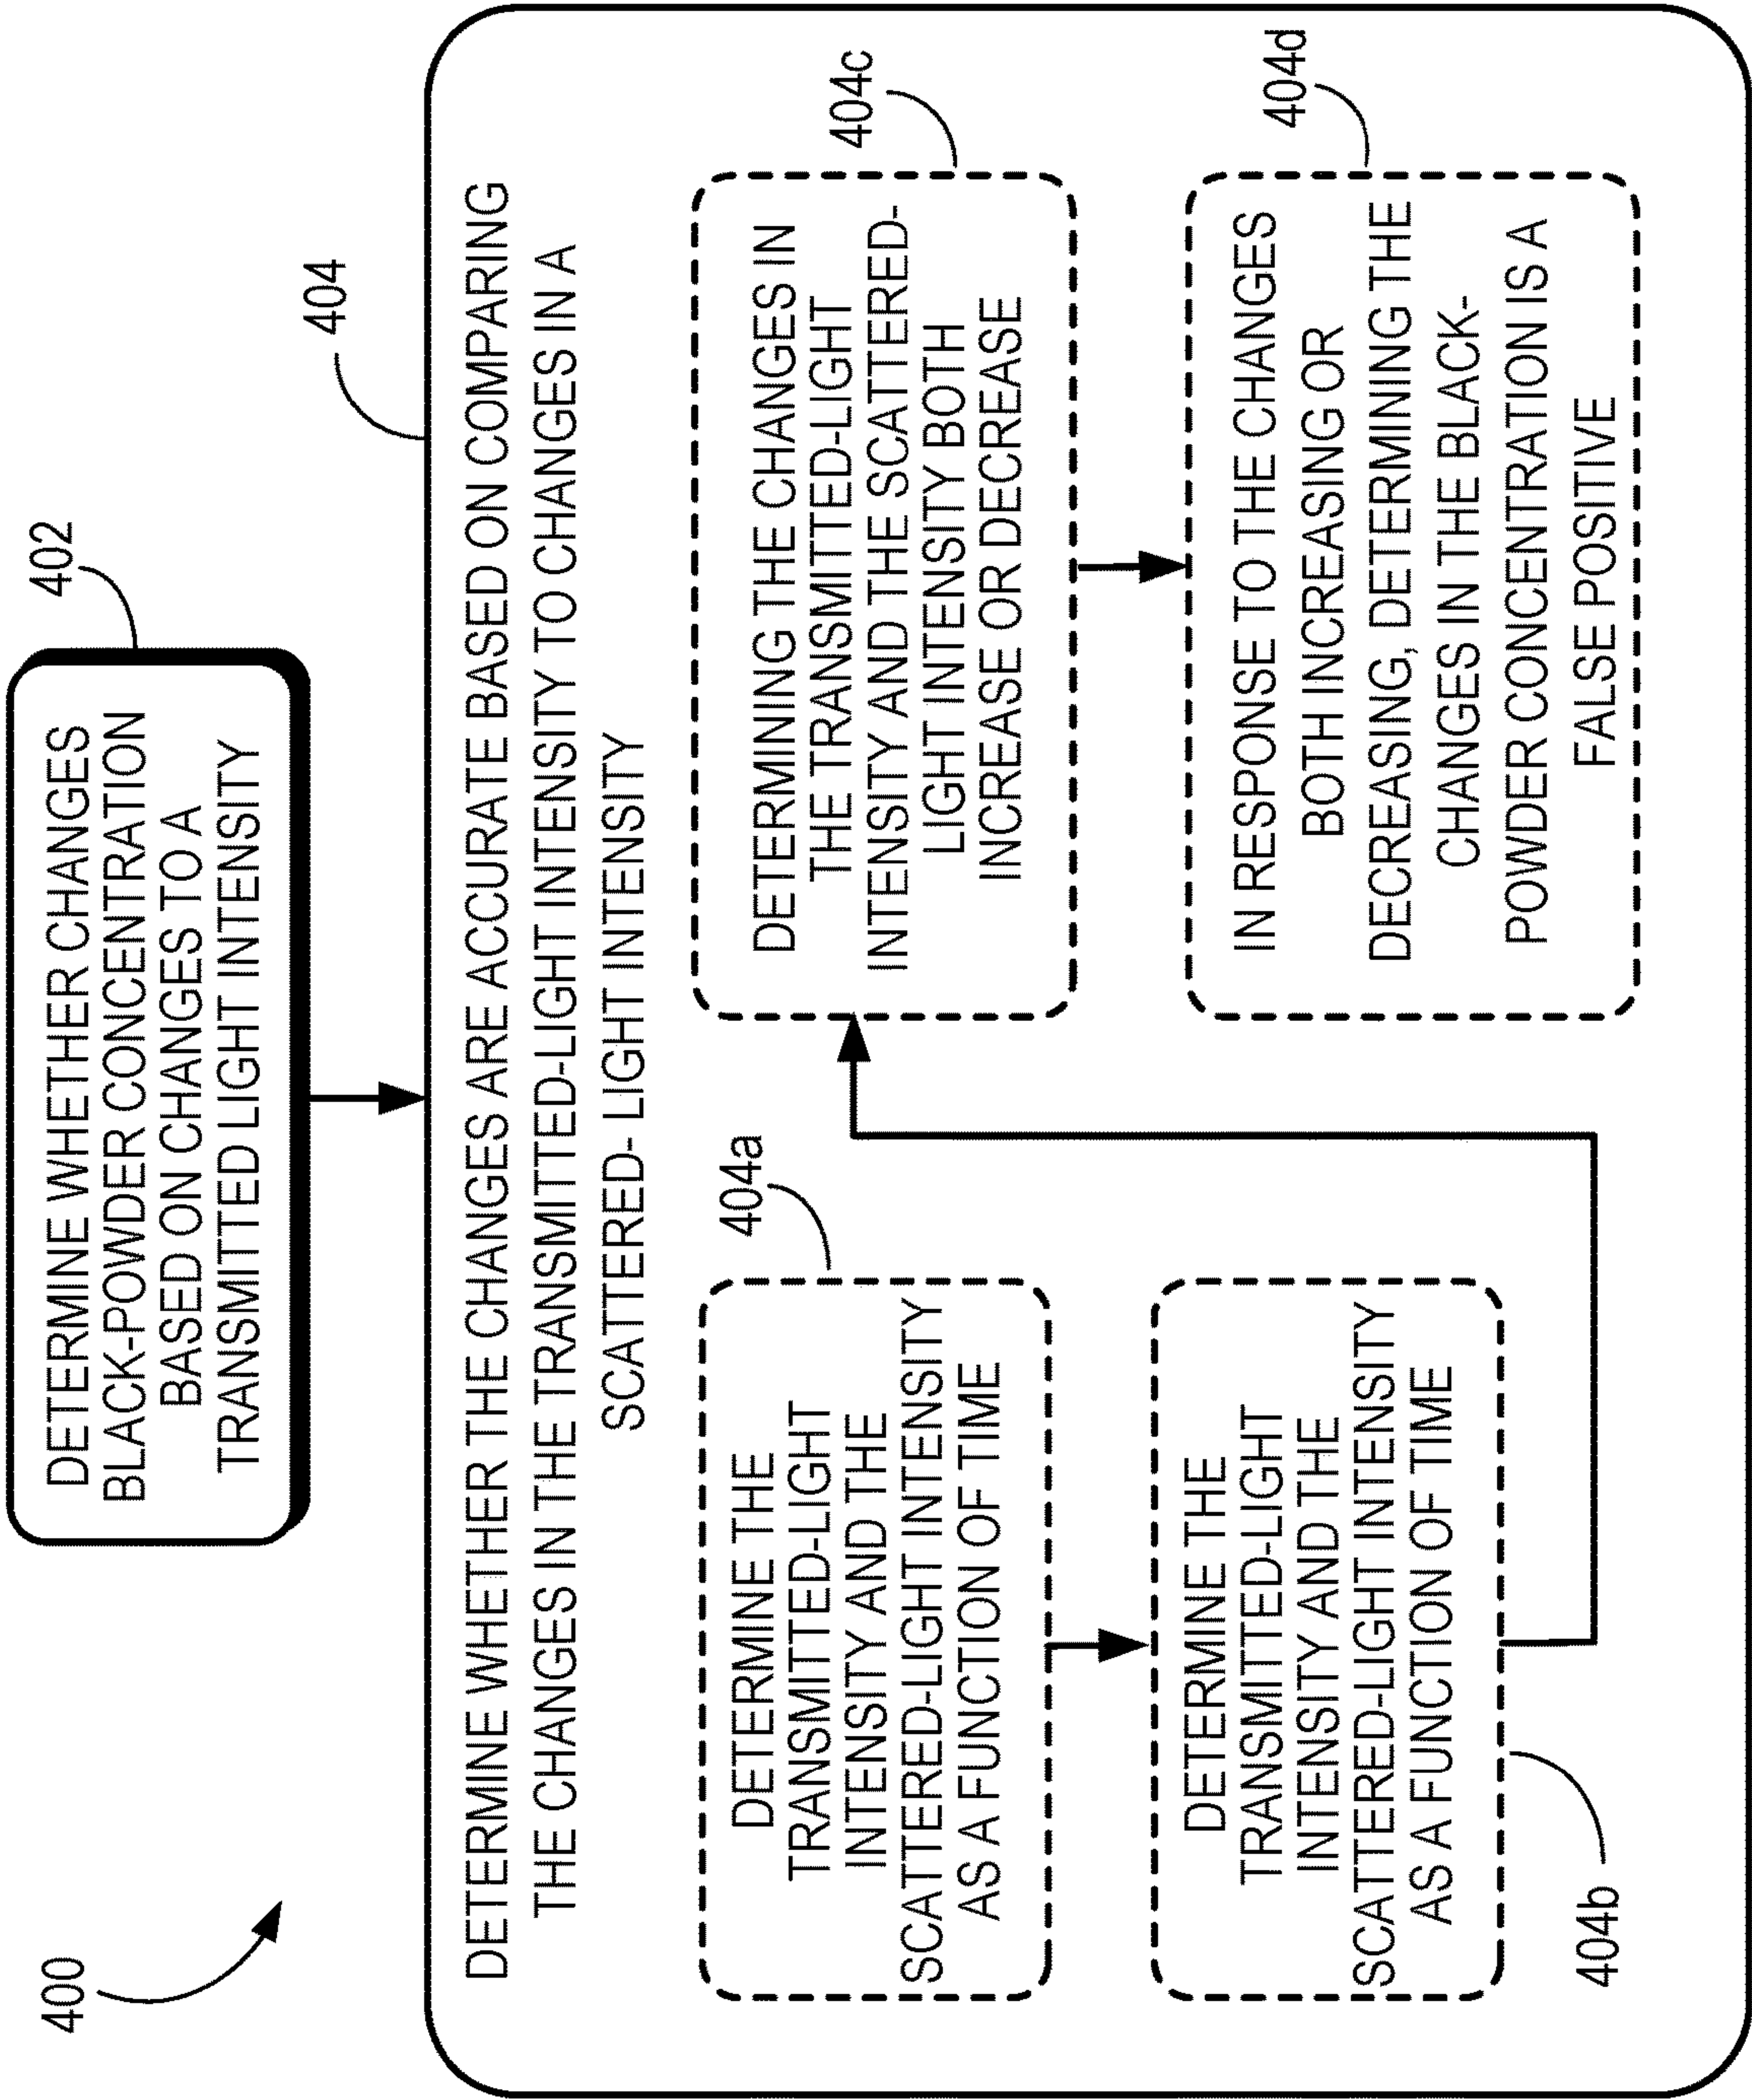 400
402
DETERMINE WHETHER CHANGES
BLACK-POWDER CONCENTRATION
BASED ON CHANGES TO A
TRANSMITTED LIGHT INTENSITY
404
DETERMINE WHETHER THE CHANGES ARE ACCURATE BASED ON COMPARING
THE CHANGES IN THE TRANSMITTED-LIGHT INTENSITY TO CHANGES IN A
SCATTERED- LIGHT INTENSITY
404a
DETERMINE THE
TRANSMITTED-LIGHT
INTENSITY AND THE
SCATTERED-LIGHT INTENSITY
AS A FUNCTION OF TIME
DETERMINE THE
TRANSMITTED-LIGHT
INTENSITY AND THE
SCATTERED-LIGHT INTENSITY
AS A FUNCTION OF TIME
404b
404c
DETERMINING THE CHANGES IN
THE TRANSMITTED-LIGHT
INTENSITY AND THE SCATTERED-
LIGHT INTENSITY BOTH
INCREASE OR DECREASE
404d
IN RESPONSE TO THE CHANGES
BOTH INCREASING OR
DECREASING, DETERMINING THE
CHANGES IN THE BLACK-
POWDER CONCENTRATION IS A
FALSE POSITIVE